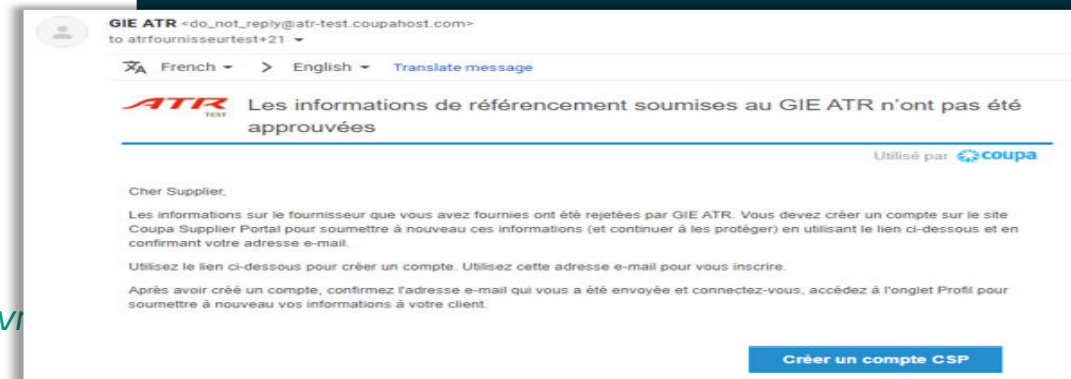 GIE ATR <do_not_reply@atr-test.coupahost.com>
to atrfournisseurtest+21
French > English Translate message
ATR
TEST
Les informations de référencement soumises au GIE ATR n'ont pas été
approuvées
Utilisé par coupa
Cher Supplier,
Les informations sur le fournisseur que vous avez fournies ont été rejetées par GIE ATR. Vous devez créer un compte sur le site
Coupa Supplier Portal pour soumettre à nouveau ces informations (et continuer à les protéger) en utilisant le lien ci-dessous et en
confirmant votre adresse e-mail.
Utilisez le lien ci-dessous pour créer un compte. Utilisez cette adresse e-mail pour vous inscrire.
Après avoir créé un compte, confirmez l'adresse e-mail qui vous a été envoyée et connectez-vous, accédez à l'onglet Profil pour
soumettre à nouveau vos informations à votre client.
Créer un compte CSP